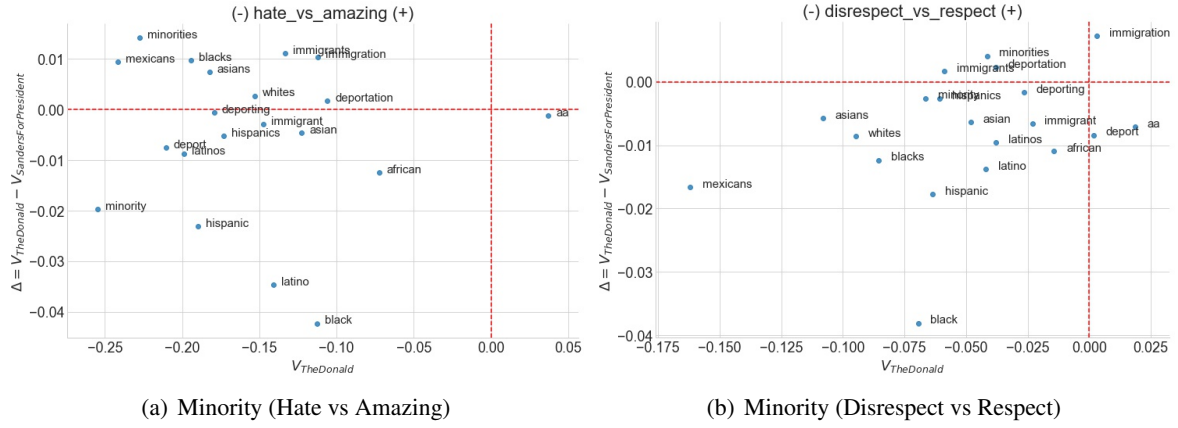 (-) hate_vs_amazing (+)
minorities
mexicans
blacks
asians
immigrants
immigration
whites
deportation
deporting
aa
immigrant
hispanics
asian
deport
latinos
african
minority
hispanic
latino
black
0.01
0.00
−0.01
−0.02
−0.03
−0.04
Δ = V_TheDonald − V_SandersForPresident
−0.25 −0.20 −0.15 −0.10 −0.05 0.00 0.05
V_TheDonald
(a) Minority (Hate vs Amazing)
(-) disrespect_vs_respect (+)
immigration
minorities
deportation
immigrants
deporting
minority
hispanics
asians
asian
immigrant
aa
whites
deport
latinos
african
blacks
latino
mexicans
hispanic
black
0.00
−0.01
−0.02
−0.03
−0.04
Δ = V_TheDonald − V_SandersForPresident
−0.175 −0.150 −0.125 −0.100 −0.075 −0.050 −0.025 0.000 0.025
V_TheDonald
(b) Minority (Disrespect vs Respect)